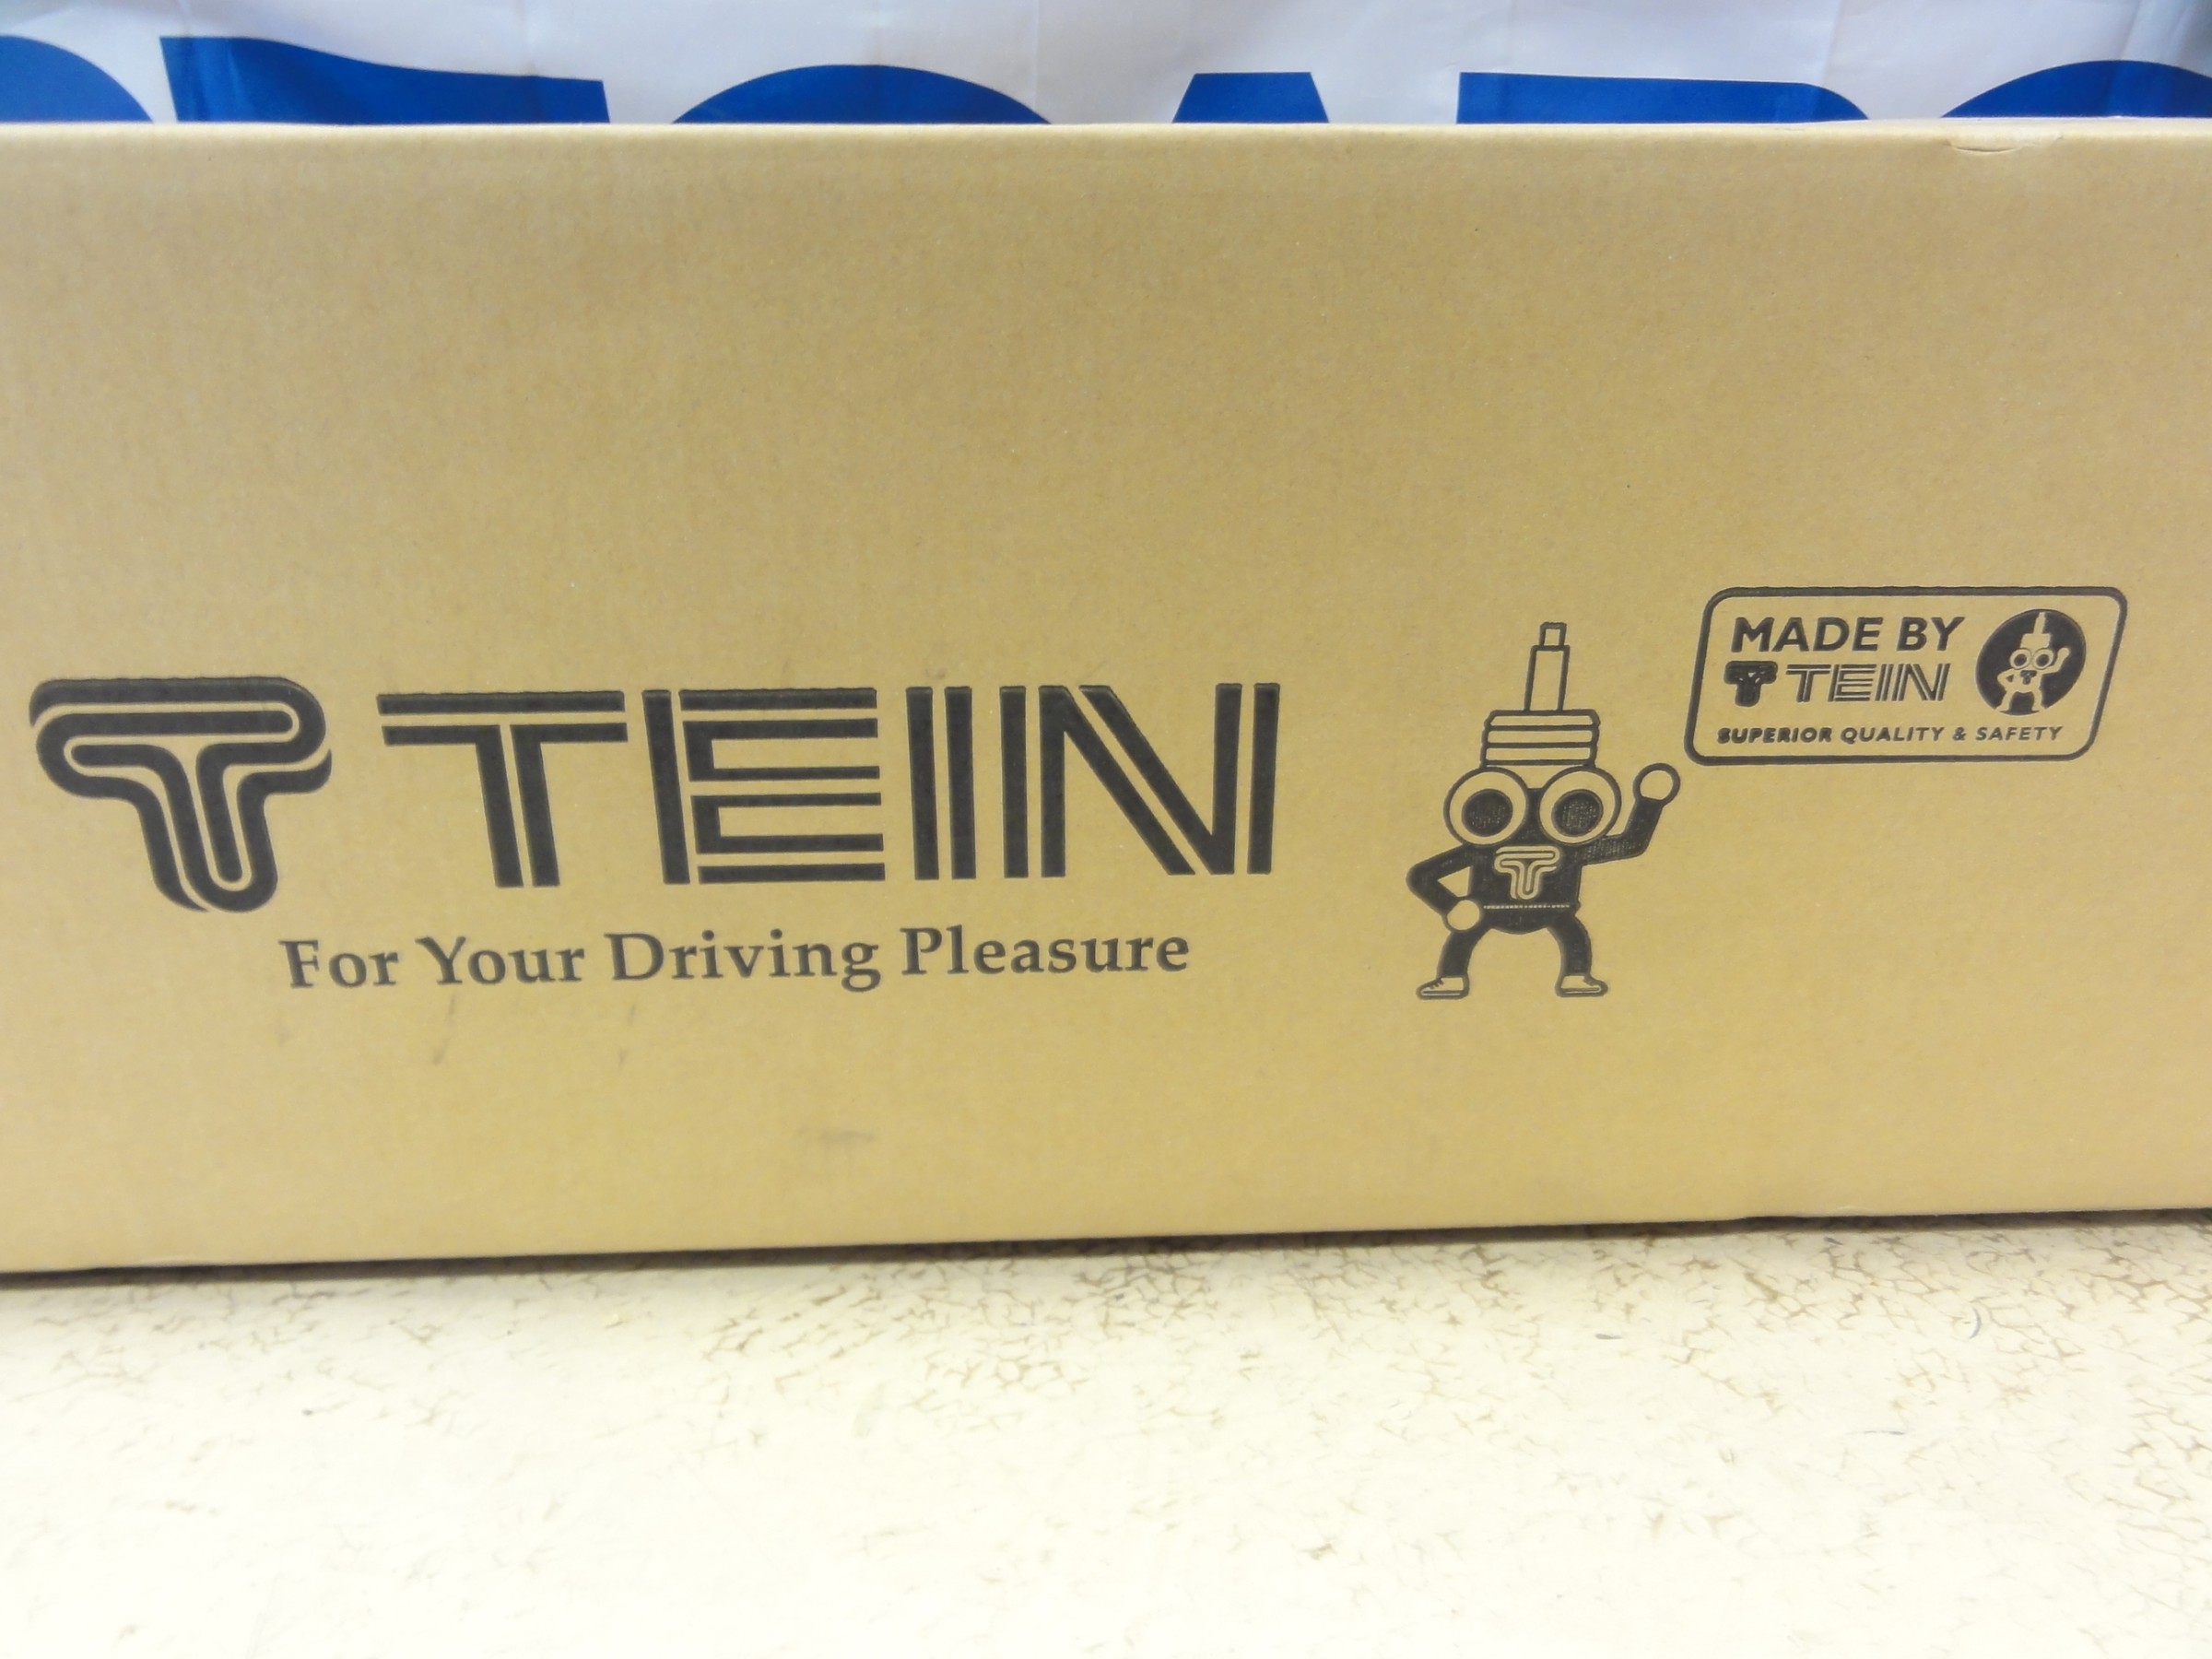 TEIN
For Your Driving Pleasure
MADE BY
TEIN
SUPERIOR QUALITY & SAFETY